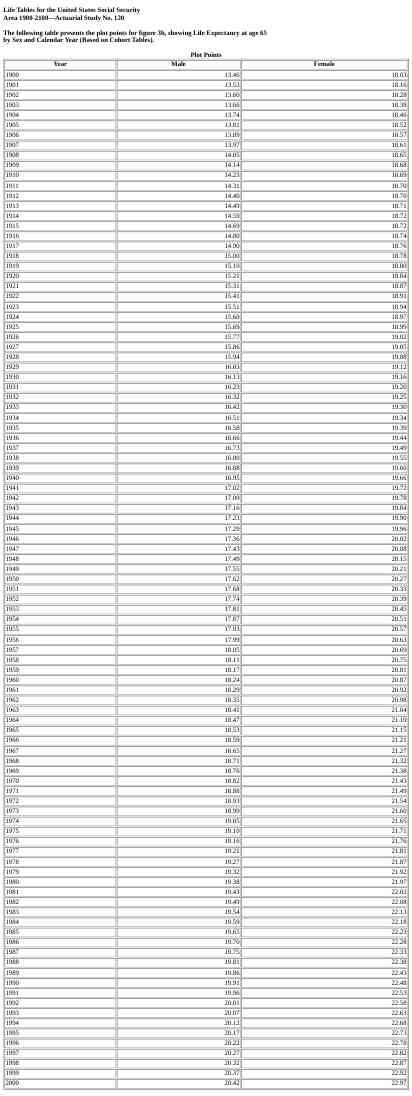 Life Tables for the United States Social Security
Area 1900-2100—Actuarial Study No. 120
The following table presents the plot points for figure 3b, showing Life Expectancy at age 65
by Sex and Calendar Year (Based on Cohort Tables).
Plot Points
Year Male Female
1900 13.46 18.03
1901 13.53 18.16
1902 13.60 18.28
1903 13.66 18.38
1904 13.74 18.46
1905 13.81 18.52
1906 13.89 18.57
1907 13.97 18.61
1908 14.05 18.65
1909 14.14 18.68
1910 14.23 18.69
1911 14.31 18.70
1912 14.40 18.70
1913 14.49 18.71
1914 14.59 18.72
1915 14.69 18.72
1916 14.80 18.74
1917 14.90 18.76
1918 15.00 18.78
1919 15.10 18.80
1920 15.21 18.84
1921 15.31 18.87
1922 15.41 18.91
1923 15.51 18.94
1924 15.60 18.97
1925 15.69 18.99
1926 15.77 19.02
1927 15.86 19.05
1928 15.94 19.08
1929 16.03 19.12
1930 16.13 19.16
1931 16.23 19.20
1932 16.32 19.25
1933 16.42 19.30
1934 16.51 19.34
1935 16.58 19.39
1936 16.66 19.44
1937 16.73 19.49
1938 16.80 19.55
1939 16.88 19.60
1940 16.95 19.66
1941 17.02 19.72
1942 17.09 19.78
1943 17.16 19.84
1944 17.23 19.90
1945 17.29 19.96
1946 17.36 20.02
1947 17.43 20.08
1948 17.49 20.15
1949 17.55 20.21
1950 17.62 20.27
1951 17.68 20.33
1952 17.74 20.39
1953 17.81 20.45
1954 17.87 20.51
1955 17.93 20.57
1956 17.99 20.63
1957 18.05 20.69
1958 18.11 20.75
1959 18.17 20.81
1960 18.24 20.87
1961 18.29 20.92
1962 18.35 20.98
1963 18.41 21.04
1964 18.47 21.10
1965 18.53 21.15
1966 18.59 21.21
1967 18.65 21.27
1968 18.71 21.32
1969 18.76 21.38
1970 18.82 21.43
1971 18.88 21.49
1972 18.93 21.54
1973 18.99 21.60
1974 19.05 21.65
1975 19.10 21.71
1976 19.16 21.76
1977 19.21 21.81
1978 19.27 21.87
1979 19.32 21.92
1980 19.38 21.97
1981 19.43 22.02
1982 19.49 22.08
1983 19.54 22.13
1984 19.59 22.18
1985 19.65 22.23
1986 19.70 22.28
1987 19.75 22.33
1988 19.81 22.38
1989 19.86 22.43
1990 19.91 22.48
1991 19.96 22.53
1992 20.01 22.58
1993 20.07 22.63
1994 20.12 22.68
1995 20.17 22.73
1996 20.22 22.78
1997 20.27 22.82
1998 20.32 22.87
1999 20.37 22.92
2000 20.42 22.97